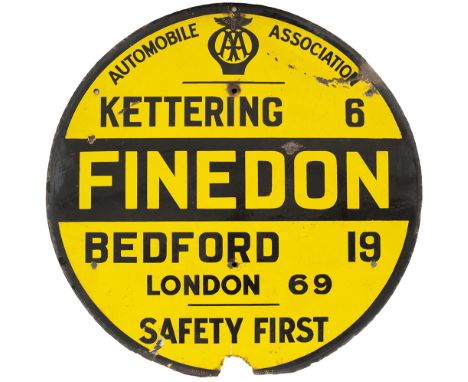 AUTOMOBILE AA ASSOCIATION
KETTERING 6
FINEDON
BEDFORD 19
LONDON 69
SAFETY FIRST